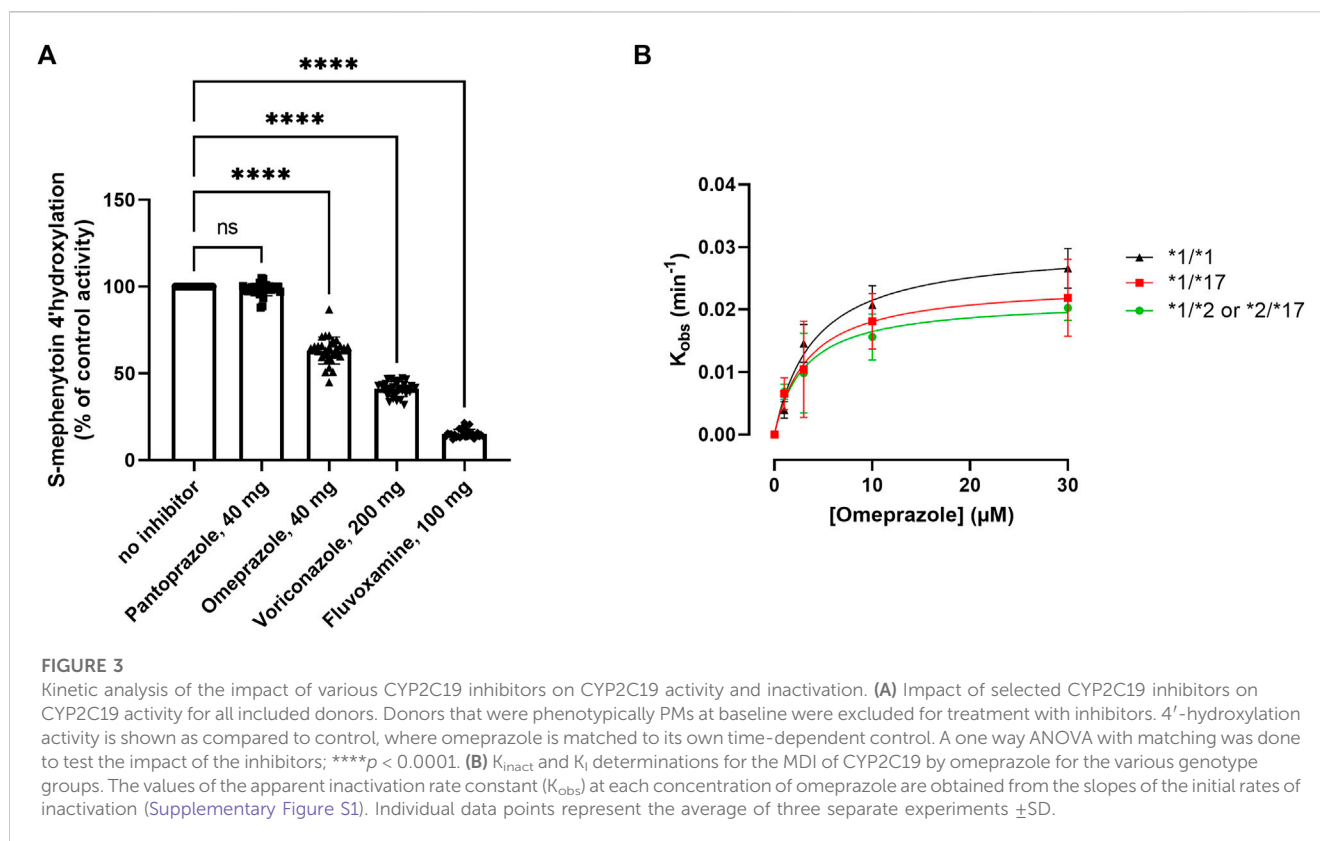 A
****
****
****
ns
S-mephenytoin 4'hydroxylation
(% of control activity)
150
100
50
0
no inhibitor
Pantoprazole, 40 mg
Omeprazole, 40 mg
Voriconazole, 200 mg
Fluvoxamine, 100 mg
B
Kobs (min-1)
0.04
0.03
0.02
0.01
0.00
0 10 20 30
[Omeprazole] (µM)
*1/*1
*1/*17
*1/*2 or *2/*17
FIGURE 3
Kinetic analysis of the impact of various CYP2C19 inhibitors on CYP2C19 activity and inactivation. (A) Impact of selected CYP2C19 inhibitors on
CYP2C19 activity for all included donors. Donors that were phenotypically PMs at baseline were excluded for treatment with inhibitors. 4′-hydroxylation
activity is shown as compared to control, where omeprazole is matched to its own time-dependent control. A one way ANOVA with matching was done
to test the impact of the inhibitors; ****p < 0.0001. (B) Kinact and KI determinations for the MDI of CYP2C19 by omeprazole for the various genotype
groups. The values of the apparent inactivation rate constant (Kobs) at each concentration of omeprazole are obtained from the slopes of the initial rates of
inactivation (Supplementary Figure S1). Individual data points represent the average of three separate experiments ±SD.